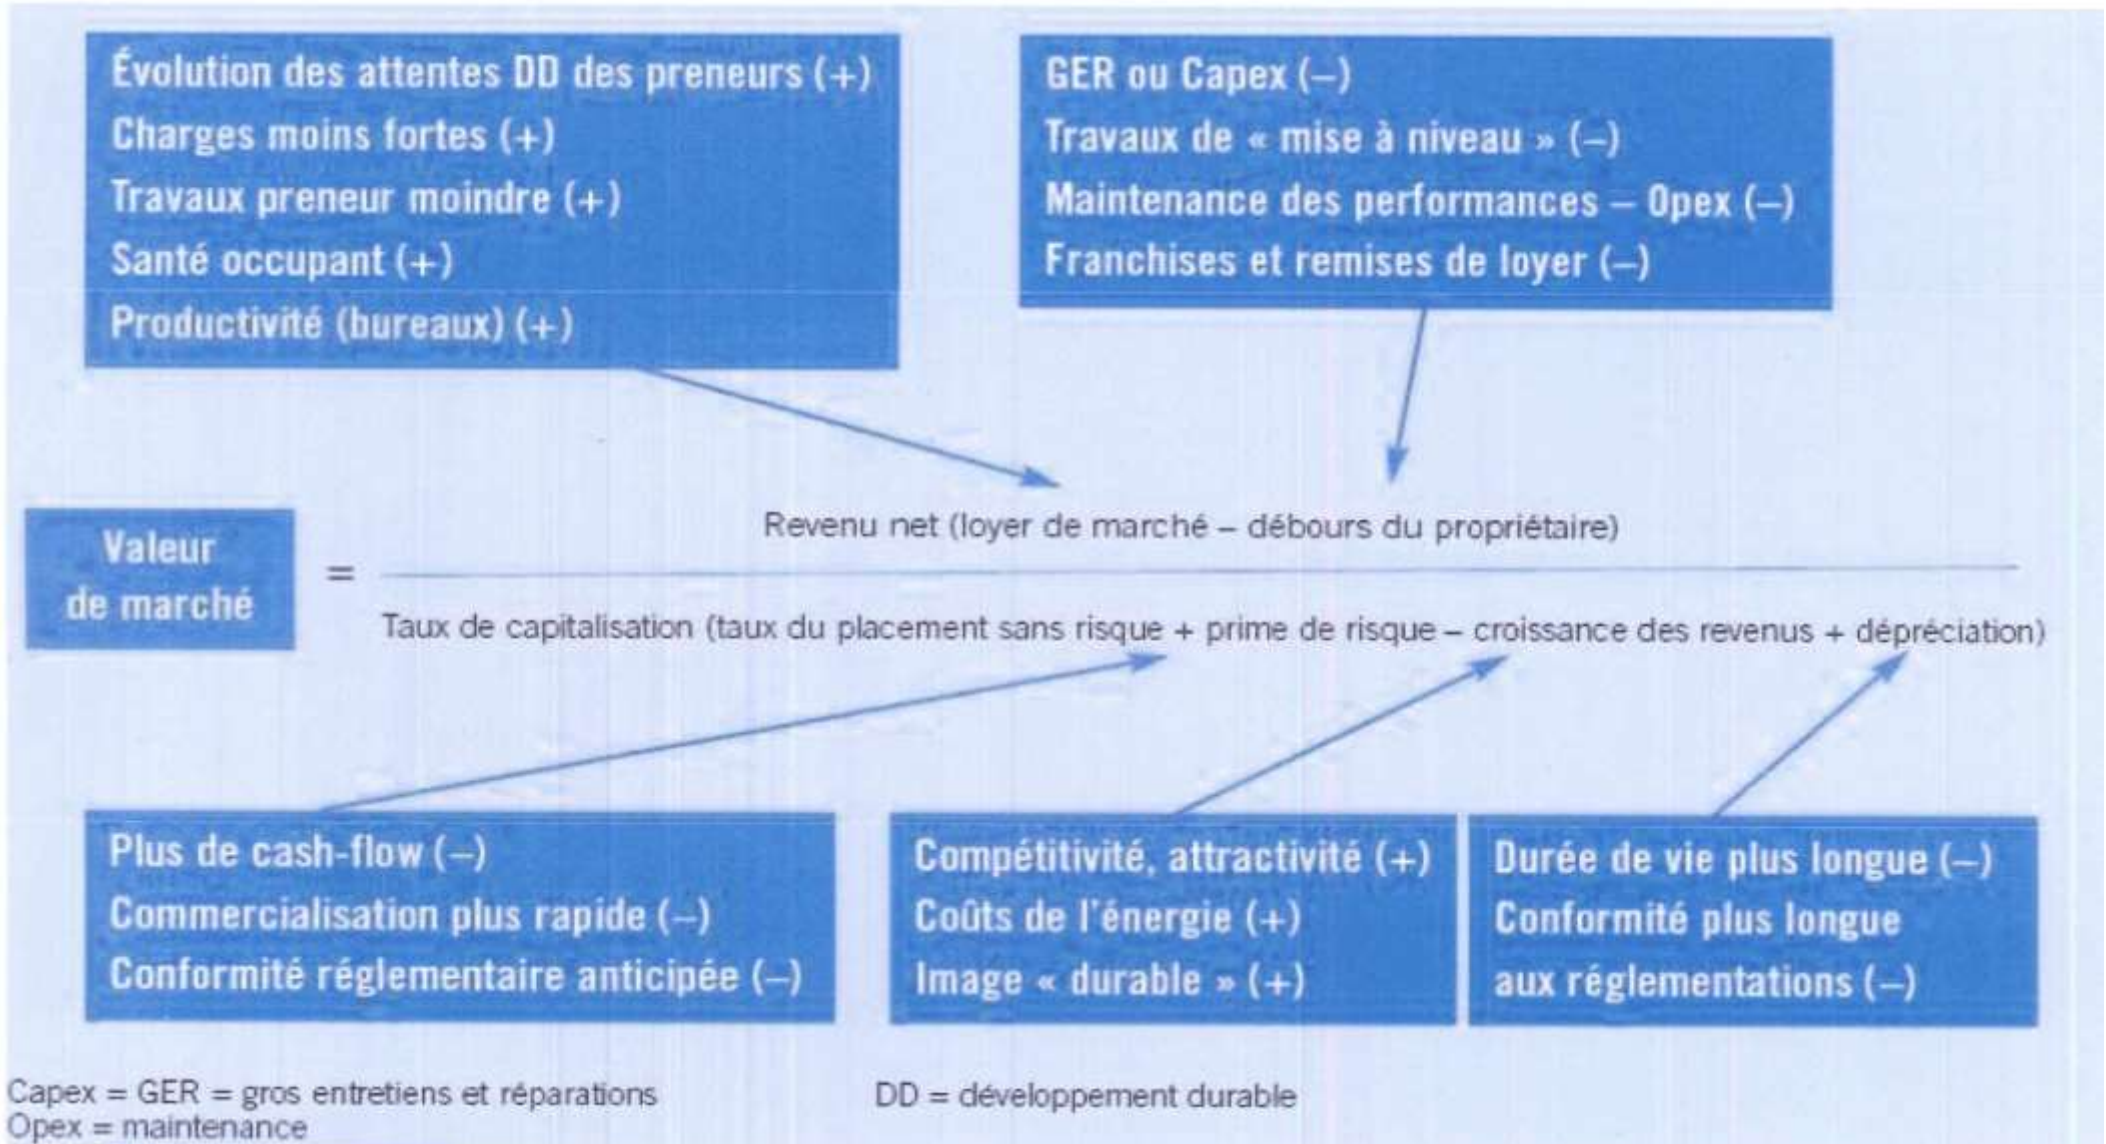 Évolution des attentes DD des preneurs (+)
Charges moins fortes (+)
Travaux preneur moindre (+)
Santé occupant (+)
Productivité (bureaux) (+)
GER ou Capex (–)
Travaux de « mise à niveau » (–)
Maintenance des performances – Opex (–)
Franchises et remises de loyer (–)
Valeur
de marché
=
Revenu net (loyer de marché – débours du propriétaire)
Taux de capitalisation (taux du placement sans risque + prime de risque – croissance des revenus + dépréciation)
Plus de cash-flow (–)
Commercialisation plus rapide (–)
Conformité réglementaire anticipée (–)
Compétitivité, attractivité (+)
Coûts de l'énergie (+)
Image « durable » (+)
Durée de vie plus longue (–)
Conformité plus longue
aux réglementations (–)
Capex = GER = gros entretiens et réparations
Opex = maintenance
DD = développement durable